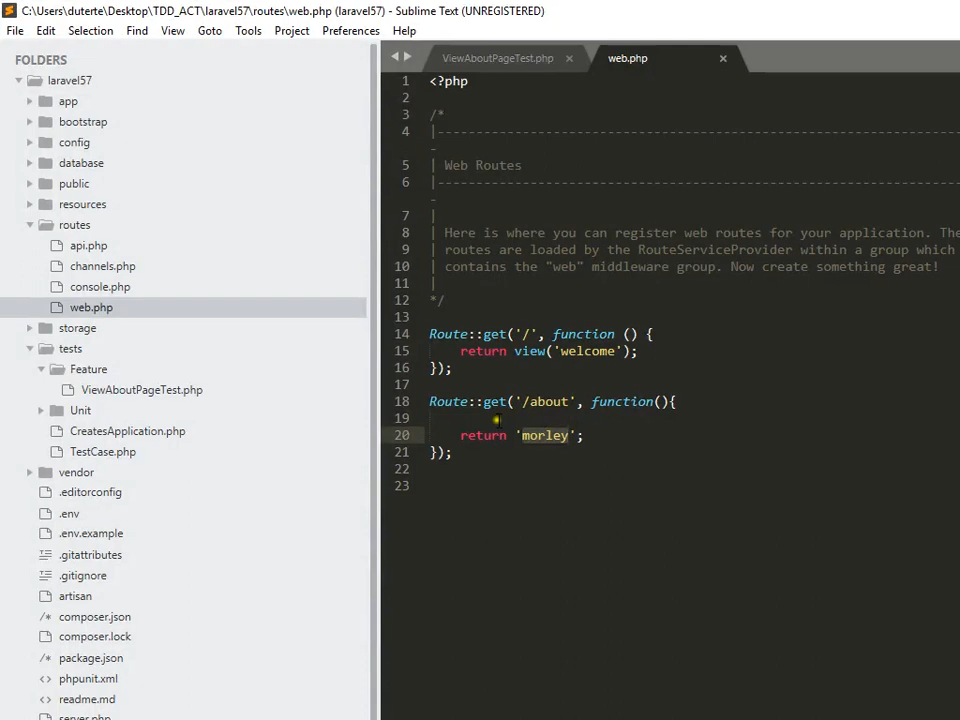 C:\Users\duterte\Desktop\TDD_ACT\laravel57\routes\web.php (laravel57) - Sublime Text (UNREGISTERED)
File Edit Selection Find View Goto Tools Project Preferences Help
FOLDERS
laravel57
app
bootstrap
config
database
public
resources
routes
api.php
channels.php
console.php
web.php
storage
tests
Feature
ViewAboutPageTest.php
Unit
CreatesApplication.php
TestCase.php
vendor
.editorconfig
.env
.env.example
.gitattributes
.gitignore
artisan
composer.json
composer.lock
package.json
phpunit.xml
readme.md
server.php
ViewAboutPageTest.php × web.php ×
1 <?php
2
3 /*
4 |--------------------------------------------------------------------------
-
5 | Web Routes
6 |--------------------------------------------------------------------------
-
7 |
8 | Here is where you can register web routes for your application. The
9 | routes are loaded by the RouteServiceProvider within a group which
10 | contains the "web" middleware group. Now create something great!
11 |
12 */
13
14 Route::get('/', function () {
15 return view('welcome');
16 });
17
18 Route::get('/about', function(){
19
20 return 'morley';
21 });
22
23